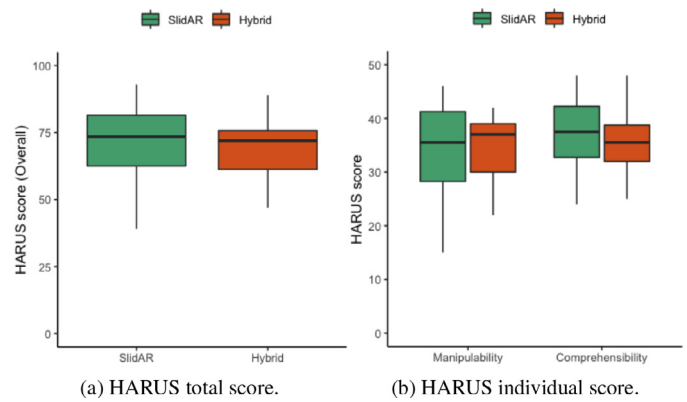 SlidAR Hybrid
HARUS score (Overall)
100
75
50
25
0
SlidAR Hybrid
(a) HARUS total score.
SlidAR Hybrid
HARUS score
50
40
30
20
10
0
Manipulability Comprehensibility
(b) HARUS individual score.